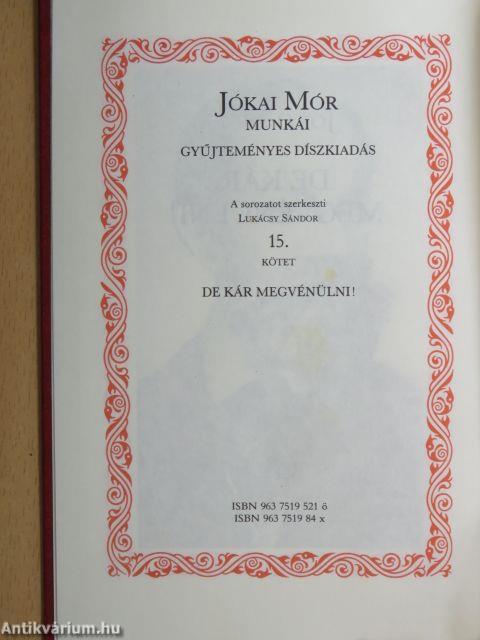 JÓKAI MÓR
MUNKÁI
GYŰJTEMÉNYES DÍSZKIADÁS
A sorozatot szerkeszti
LUKÁCSY SÁNDOR
15.
KÖTET
DE KÁR MEGVÉNÜLNI!
ISBN 963 7519 521 ö
ISBN 963 7519 84 x
Antikvárium.hu